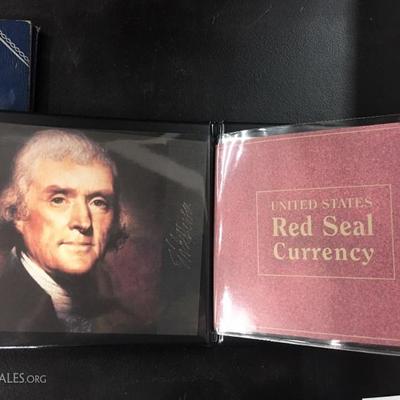 UNITED STATES
Red Seal
Currency
ALES.ORG